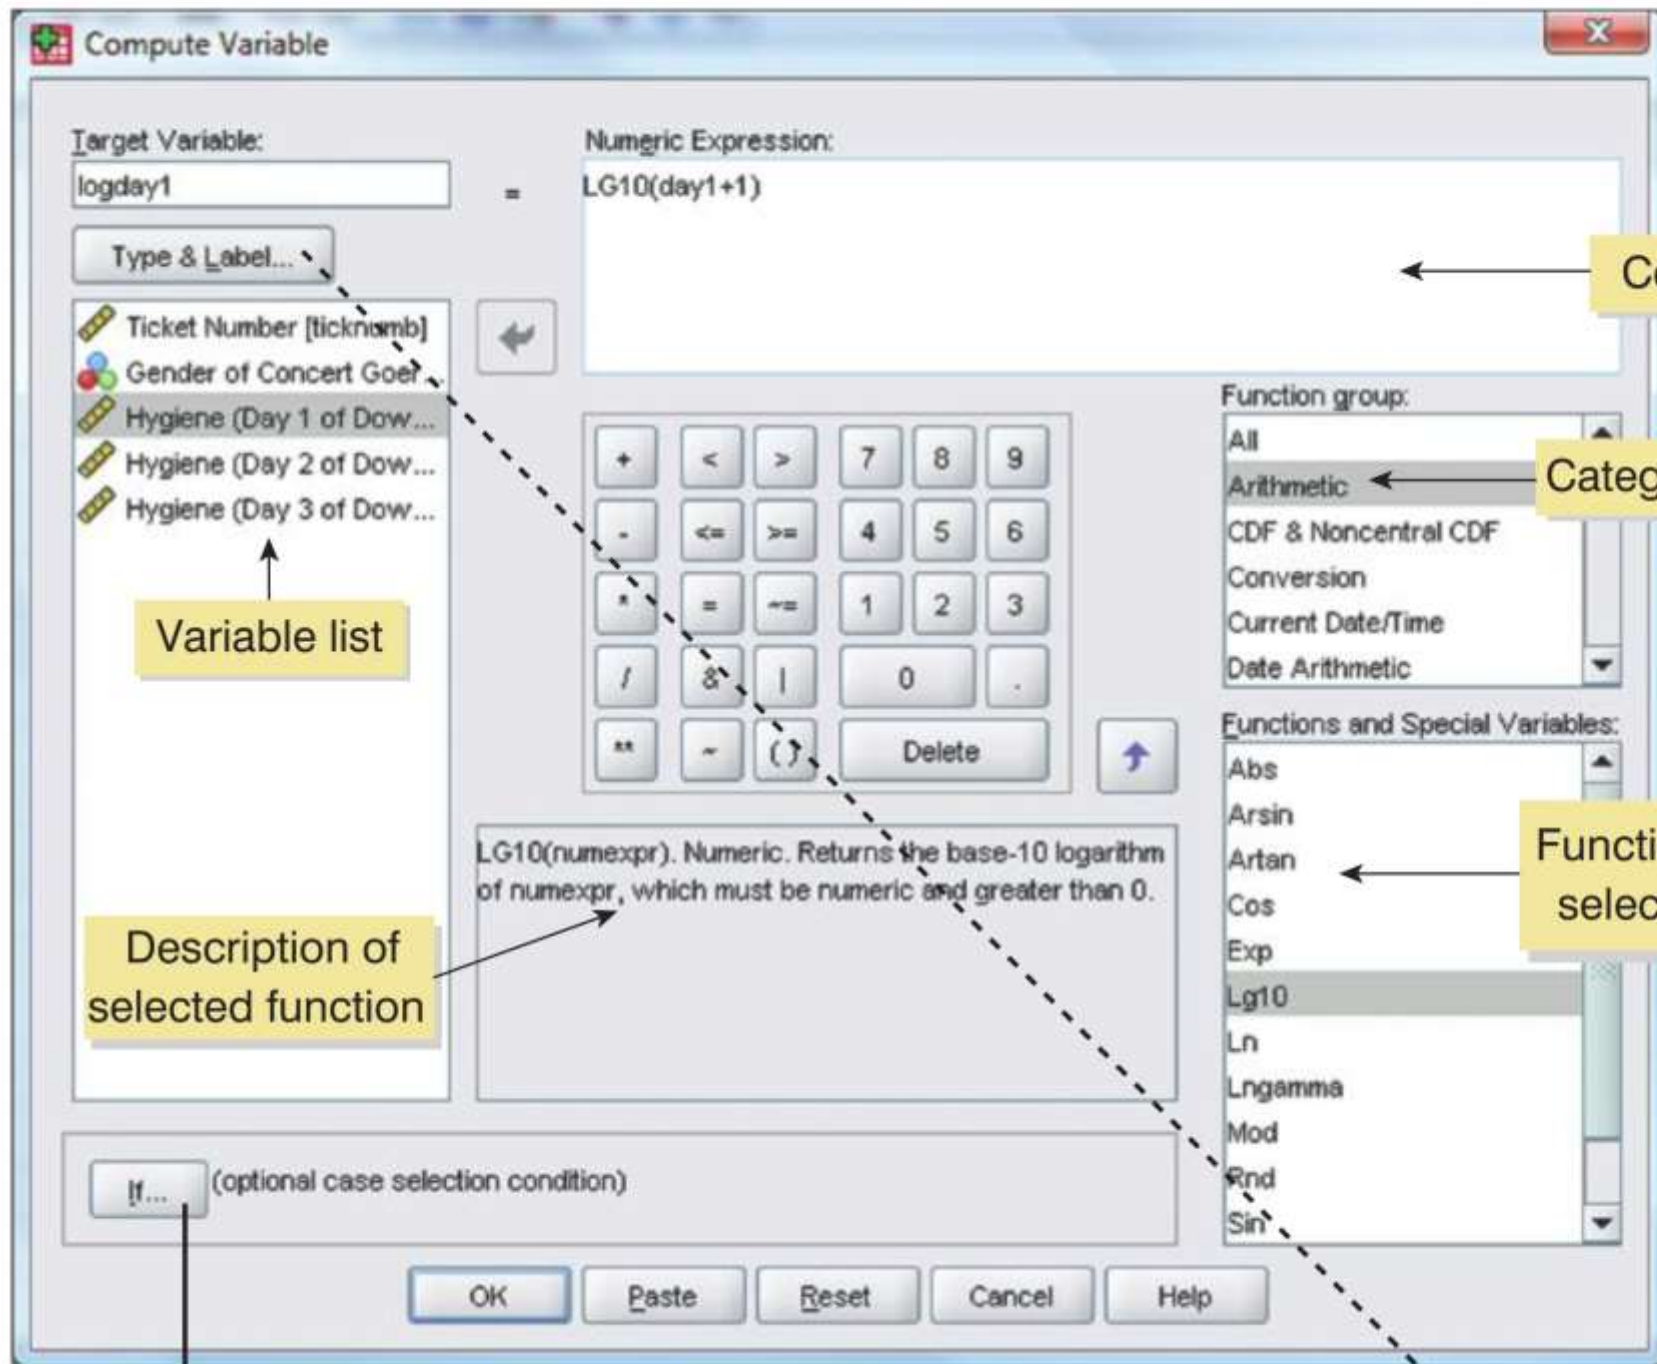 Compute Variable
Target Variable:
logday1
=
Numeric Expression:
LG10(day1+1)
Type & Label...
Ticket Number [ticknumb]
Gender of Concert Goer...
Hygiene (Day 1 of Dow...
Hygiene (Day 2 of Dow...
Hygiene (Day 3 of Dow...
Variable list
+ < > 7 8 9
- <= >= 4 5 6
* = ~= 1 2 3
/ & | 0 .
** ~ ( ) Delete
Function group:
All
Arithmetic
CDF & Noncentral CDF
Conversion
Current Date/Time
Date Arithmetic
Functions and Special Variables:
Abs
Arsin
Artan
Cos
Exp
Lg10
Ln
Lngamma
Mod
Rnd
Sin
LG10(numexpr). Numeric. Returns the base-10 logarithm
of numexpr, which must be numeric and greater than 0.
Description of
selected function
If... (optional case selection condition)
OK Paste Reset Cancel Help